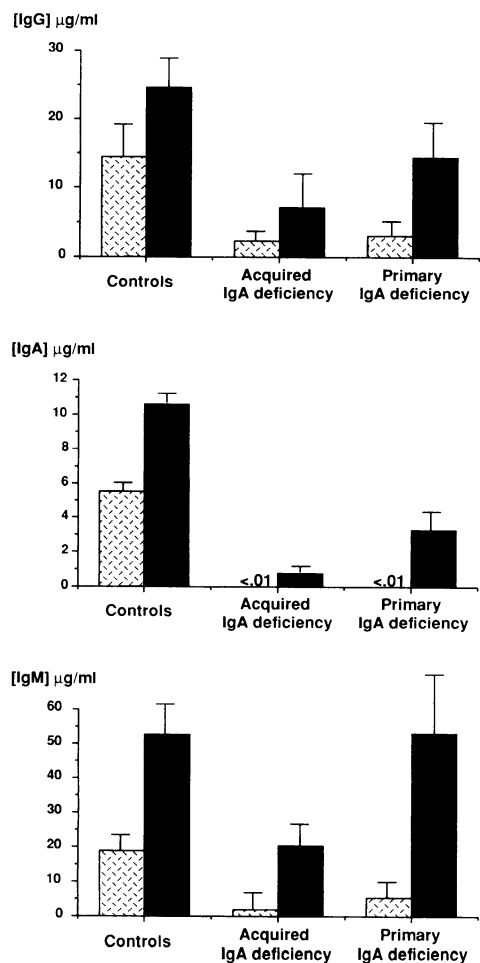 [IgG] μg/ml
30
20
10
0
Controls
Acquired
IgA deficiency
Primary
IgA deficiency
[IgA] μg/ml
12
10
8
6
4
2
0
<.01
<.01
Controls
Acquired
IgA deficiency
Primary
IgA deficiency
[IgM] μg/ml
60
50
40
30
20
10
0
Controls
Acquired
IgA deficiency
Primary
IgA deficiency